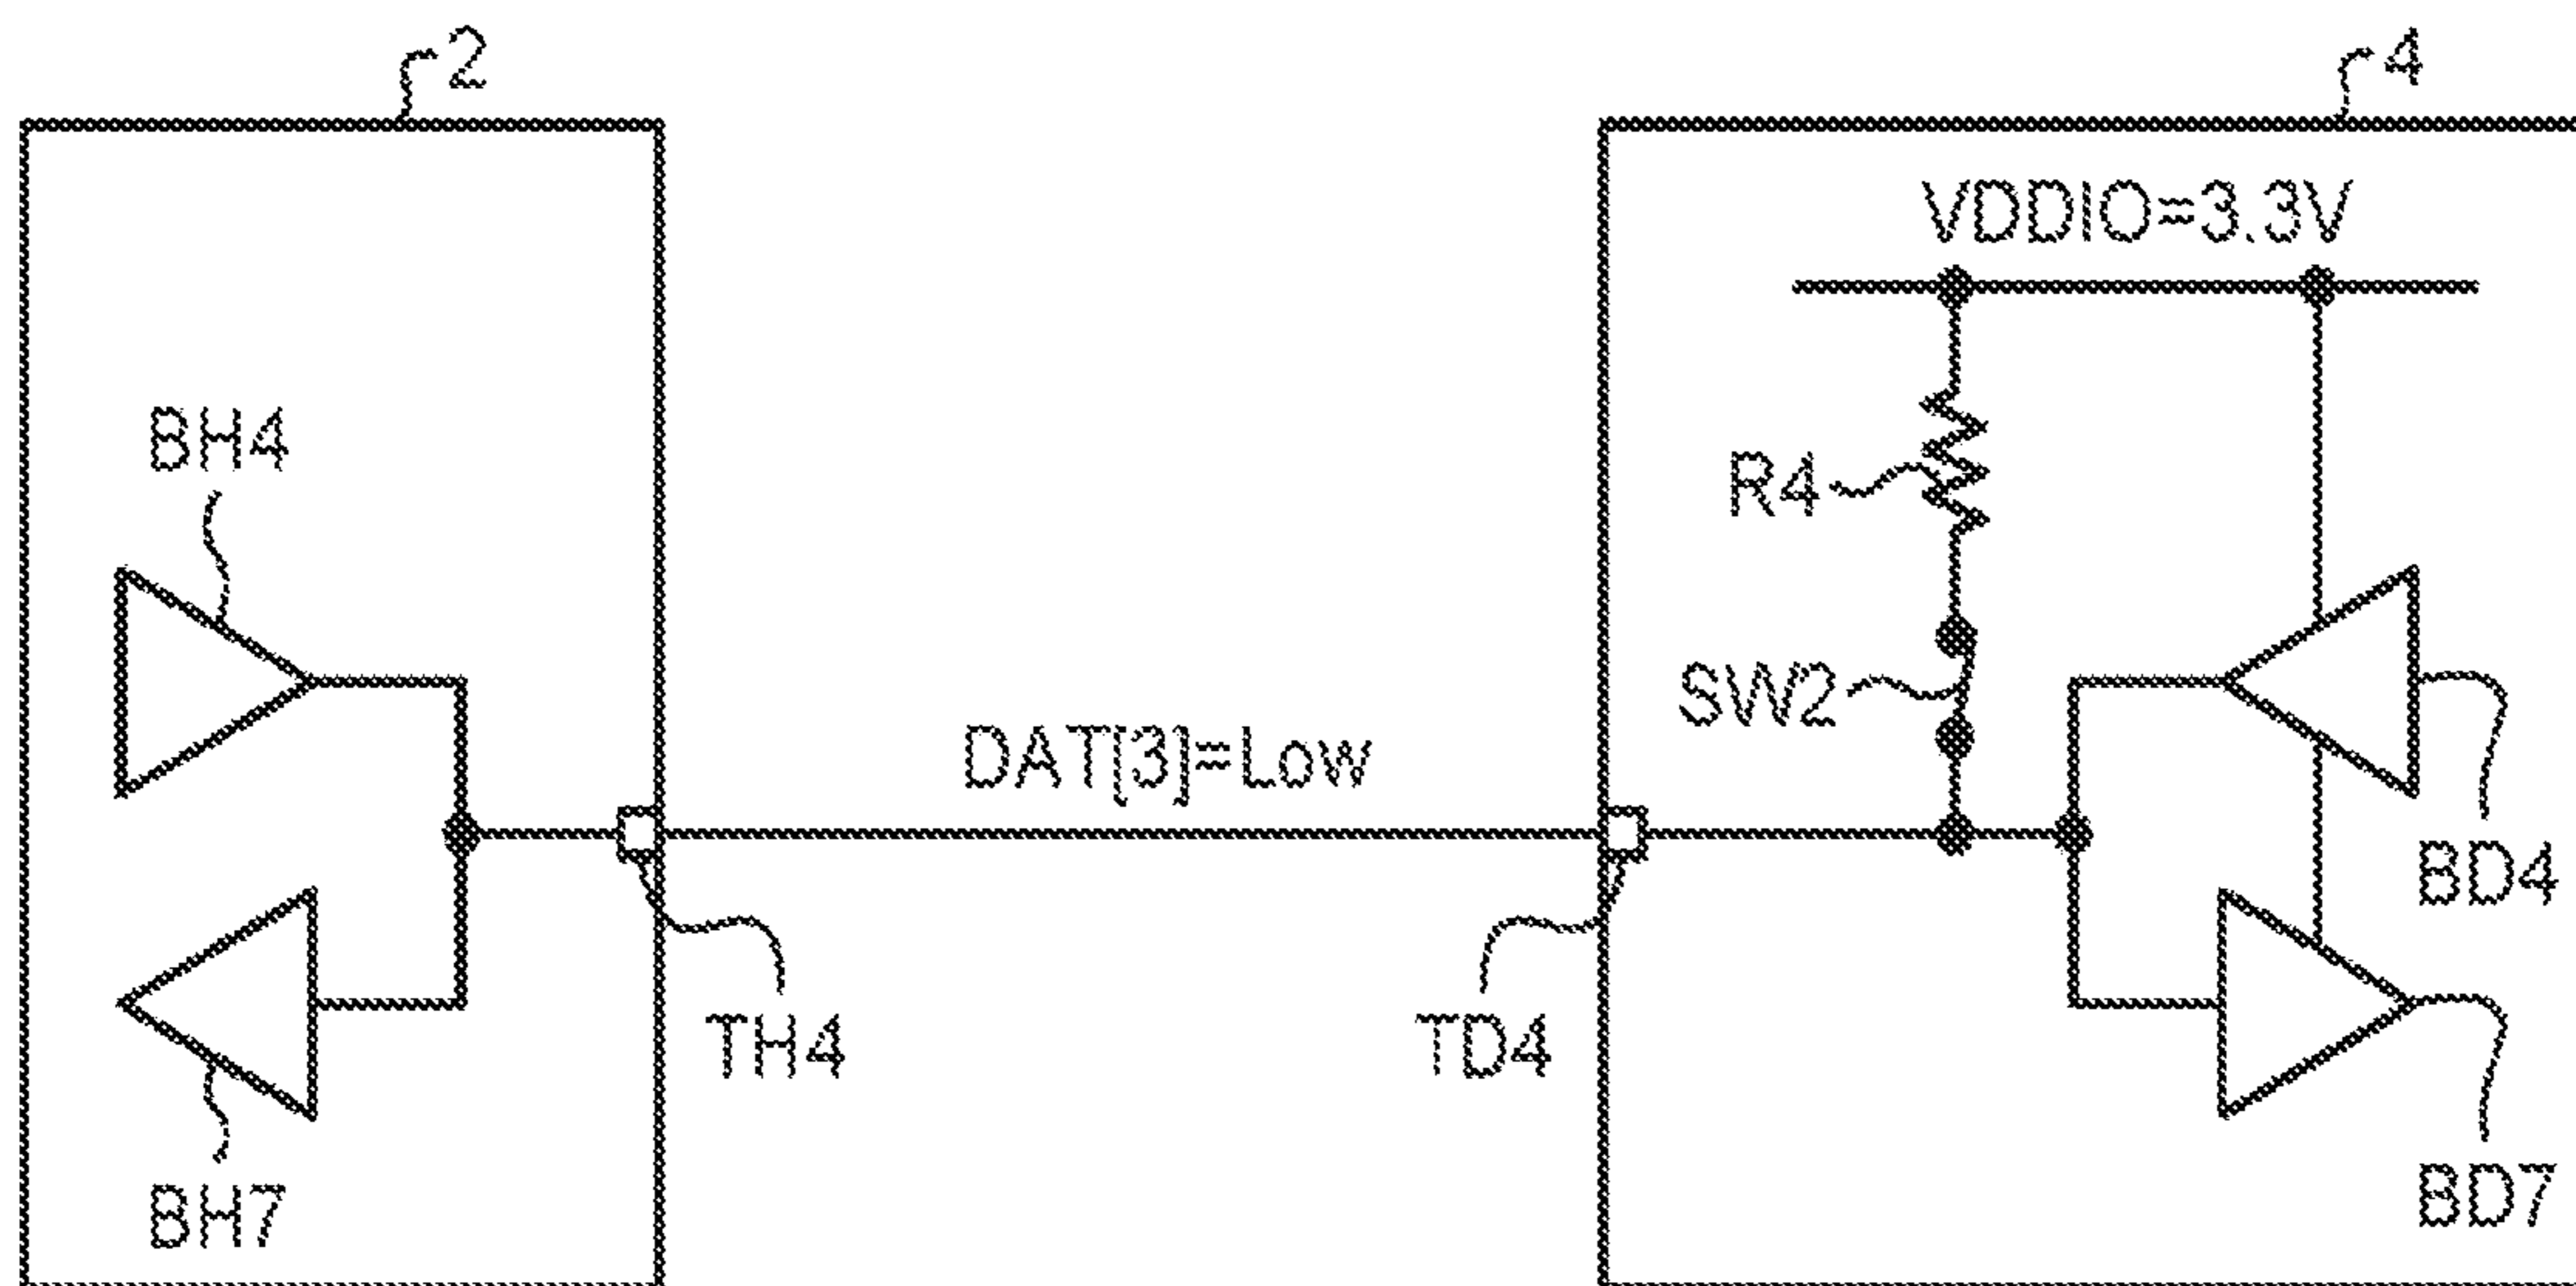 2
4
VDDIO=3.3V
BH4
R4
SW2
DAT[3]=Low
BD4
TH4
TD4
BH7
BD7